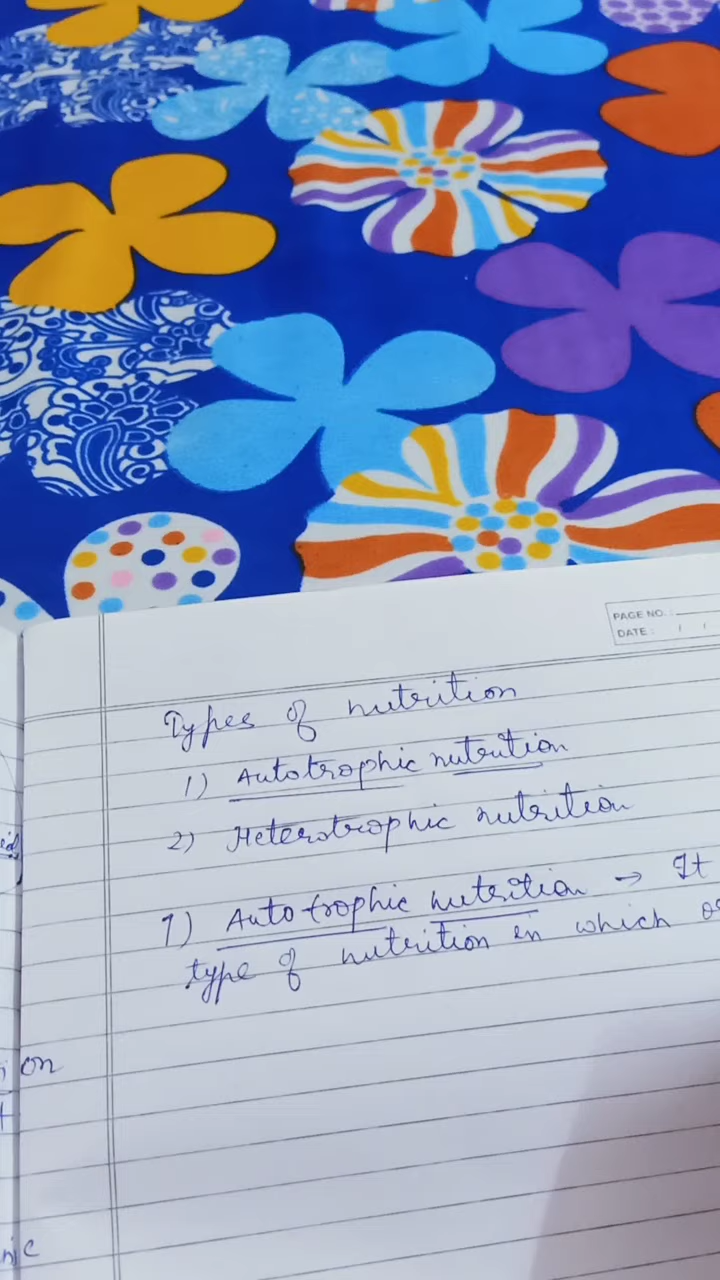 PAGE NO.:
DATE: / /
Types of nutrition
1) Autotrophic nutrition
2) Heterotrophic nutrition
1) Autotrophic nutrition → It
type of nutrition in which
on
nic